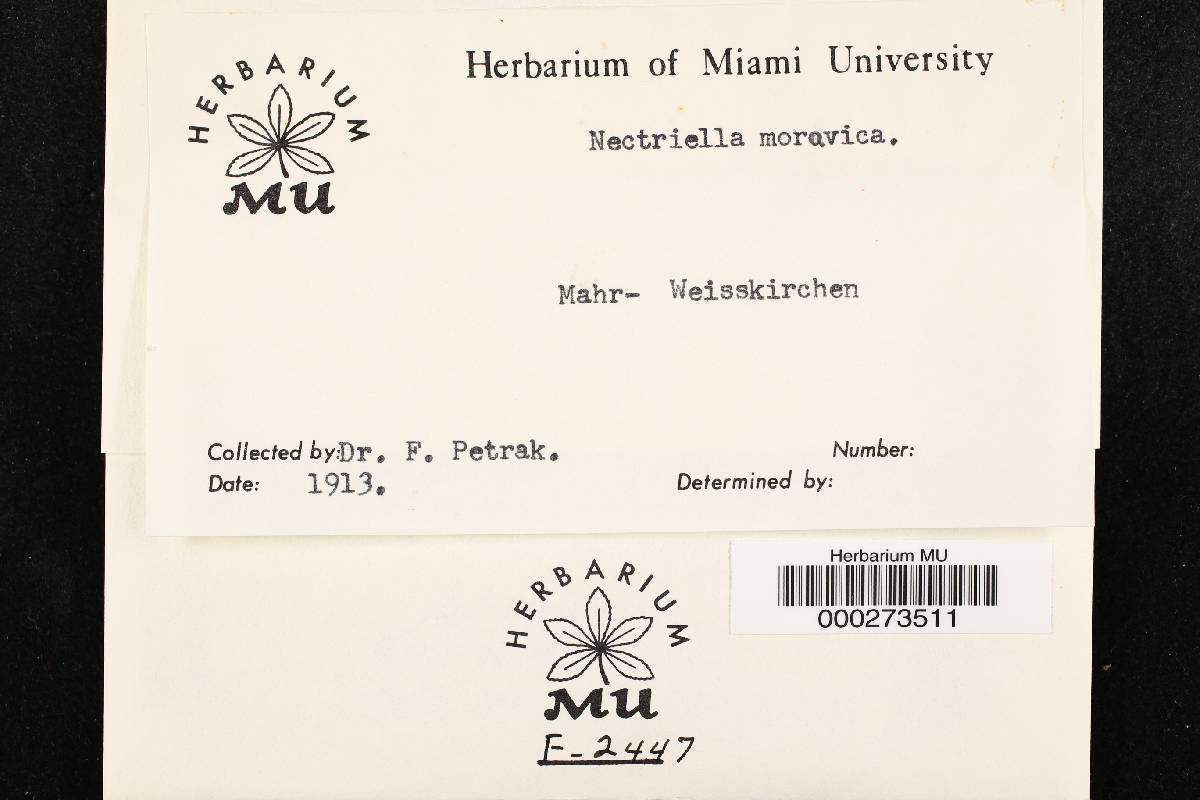 HERBARIUM
MU
Herbarium of Miami University
Nectriella moravica.
Mahr- Weisskirchen
Collected by: Dr. F. Petrak.
Number:
Date: 1913.
Determined by:
Herbarium MU
000273511
HERBARIUM
MU
F-2447